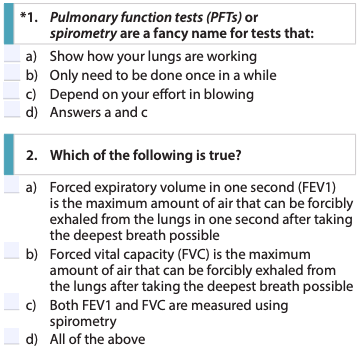 *1. Pulmonary function tests (PFTs) or
spirometry are a fancy name for tests that:
a) Show how your lungs are working
b) Only need to be done once in a while
c) Depend on your effort in blowing
d) Answers a and c
2. Which of the following is true?
a) Forced expiratory volume in one second (FEV1)
is the maximum amount of air that can be forcibly
exhaled from the lungs in one second after taking
the deepest breath possible
b) Forced vital capacity (FVC) is the maximum
amount of air that can be forcibly exhaled from
the lungs after taking the deepest breath possible
c) Both FEV1 and FVC are measured using
spirometry
d) All of the above